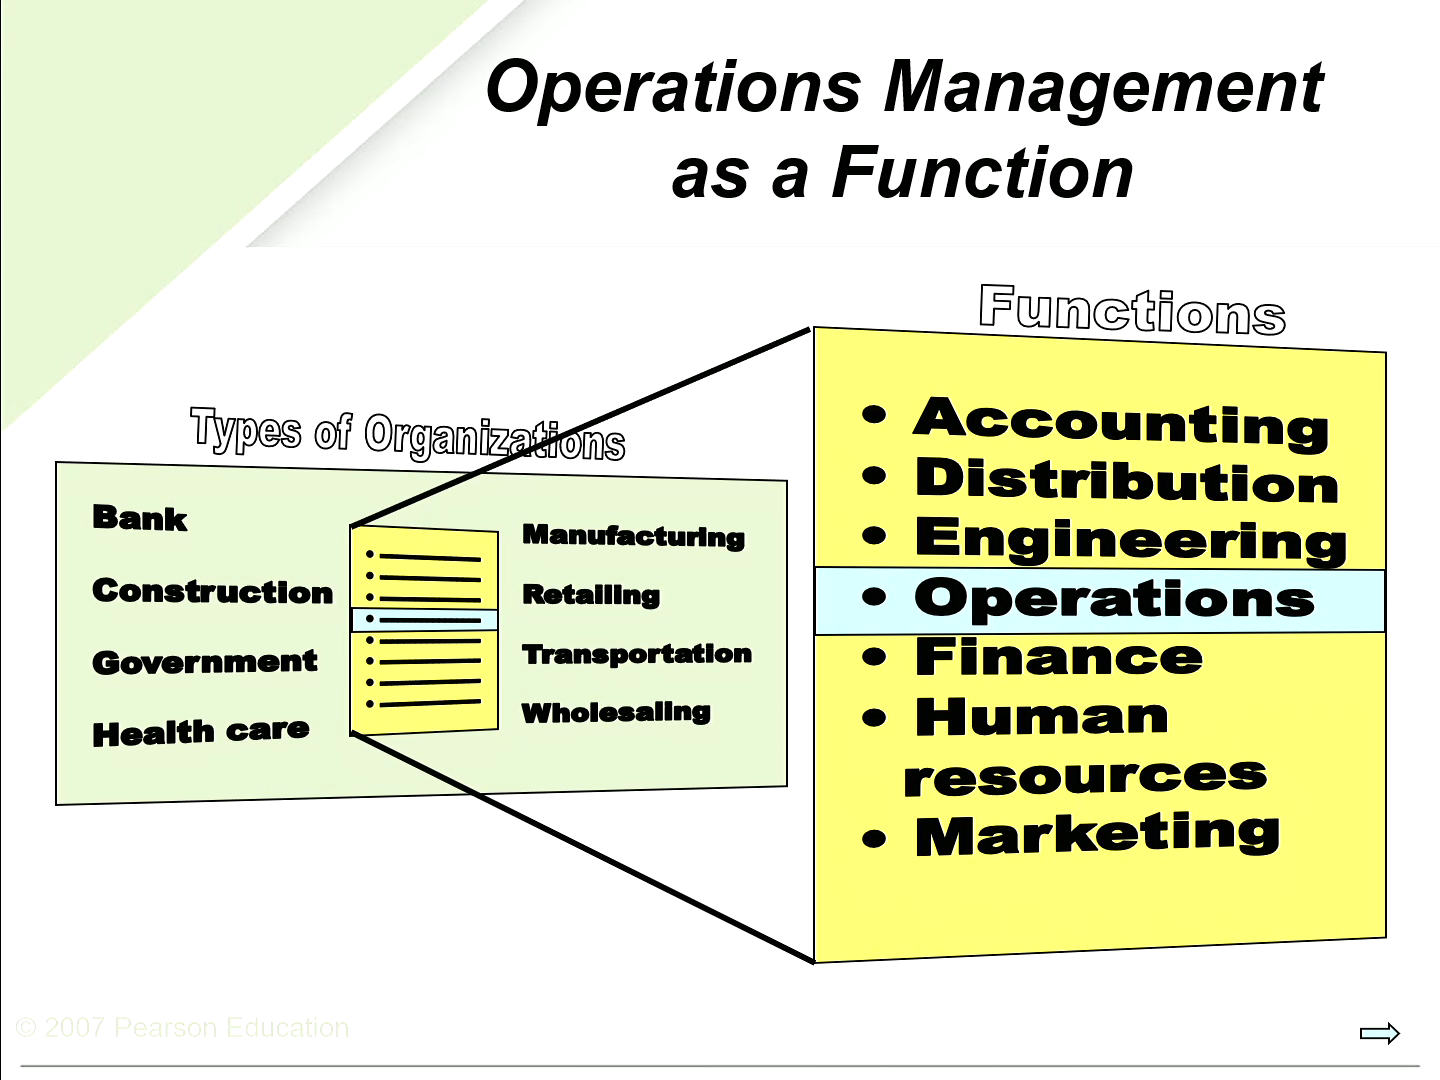 Operations Management
as a Function
Functions
Types of Organizations
Bank
Construction
Government
Health care
Manufacturing
Retailing
Transportation
Wholesaling
• Accounting
• Distribution
• Engineering
• Operations
• Finance
• Human
resources
• Marketing
© 2007 Pearson Education